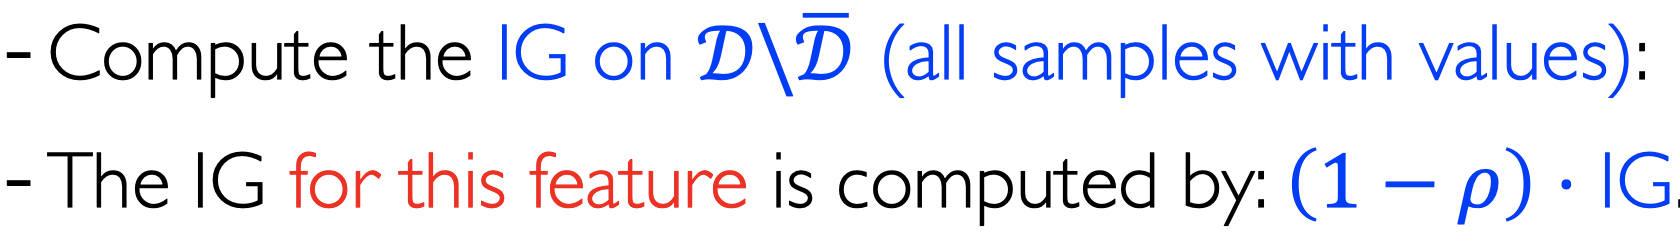 - Compute the IG on 𝓓\𝓓̅ (all samples with values):
- The IG for this feature is computed by: (1 − ρ) · IG.